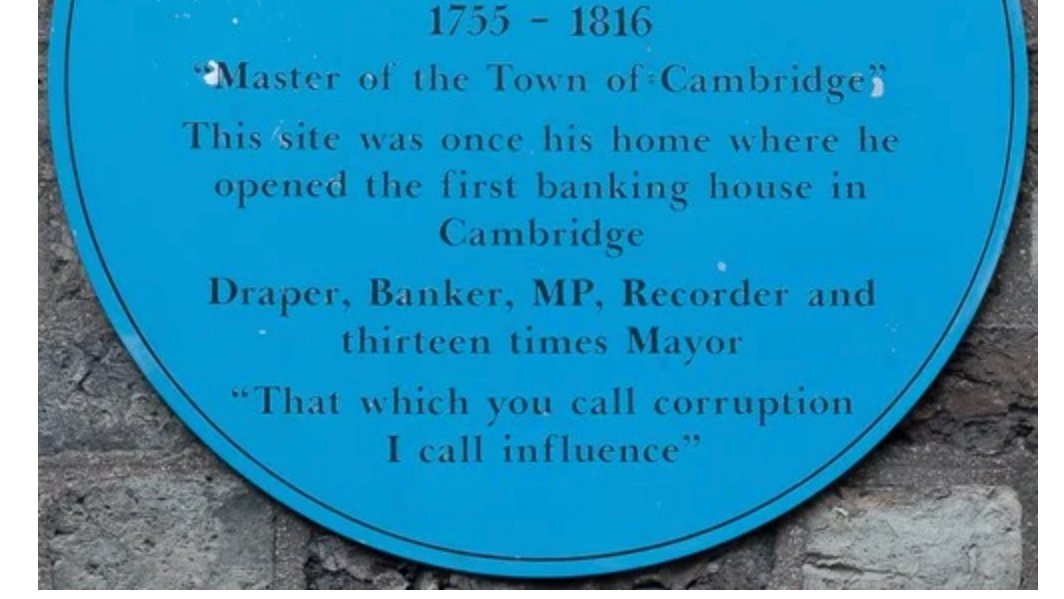 1755 – 1816
“Master of the Town of Cambridge”
This site was once his home where he
opened the first banking house in
Cambridge
Draper, Banker, MP, Recorder and
thirteen times Mayor
“That which you call corruption
I call influence”